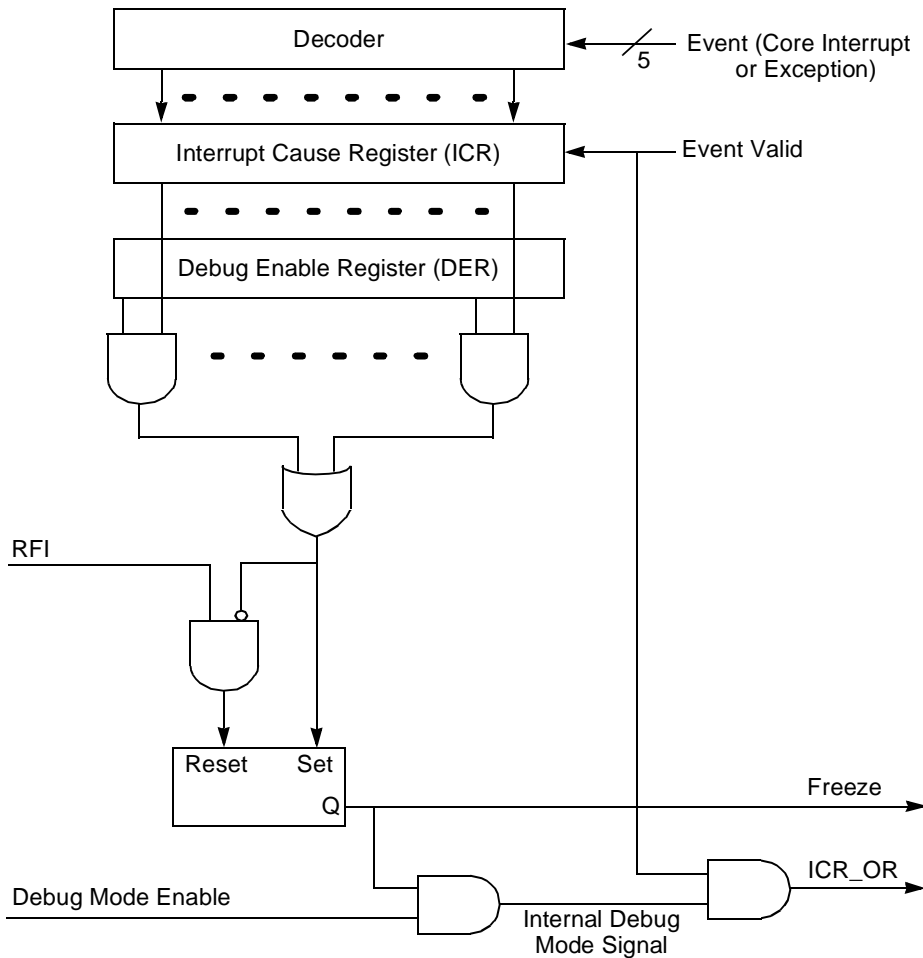 Decoder
5
Event (Core Interrupt
or Exception)
Interrupt Cause Register (ICR)
Event Valid
Debug Enable Register (DER)
RFI
Reset
Set
Q
Freeze
ICR_OR
Debug Mode Enable
Internal Debug
Mode Signal